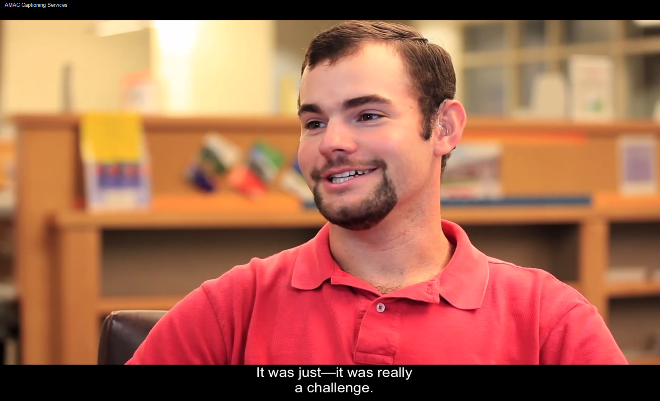 AMAC Captioning Services
It was just—it was really
a challenge.